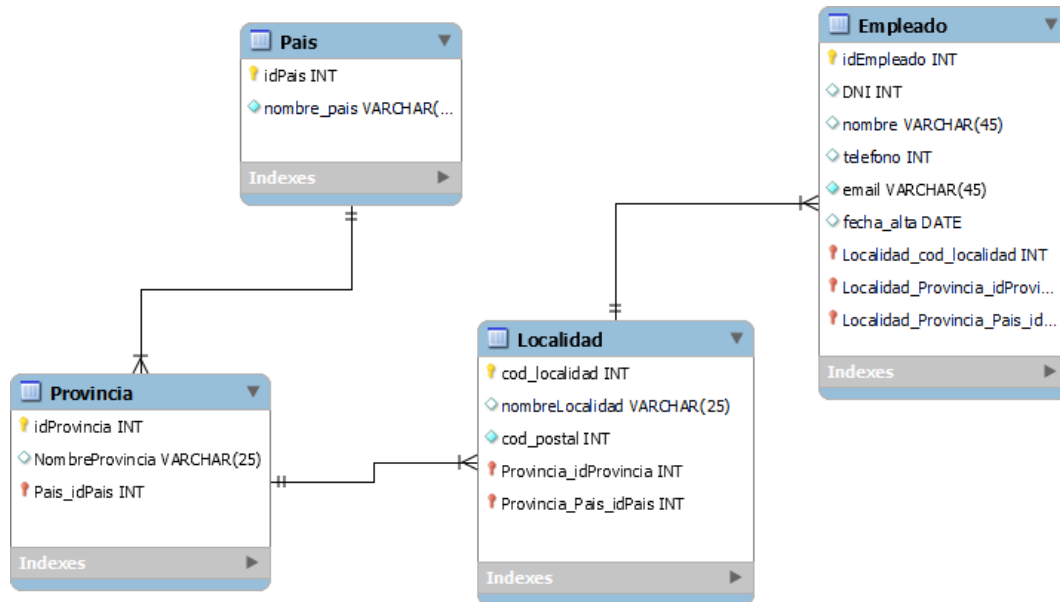 Pais
idPais INT
nombre_pais VARCHAR(...
Indexes
Empleado
idEmpleado INT
DNI INT
nombre VARCHAR(45)
telefono INT
email VARCHAR(45)
fecha_alta DATE
Localidad_cod_localidad INT
Localidad_Provincia_idProvi...
Localidad_Provincia_Pais_id...
Indexes
Provincia
idProvincia INT
NombreProvincia VARCHAR(25)
Pais_idPais INT
Indexes
Localidad
cod_localidad INT
nombreLocalidad VARCHAR(25)
cod_postal INT
Provincia_idProvincia INT
Provincia_Pais_idPais INT
Indexes